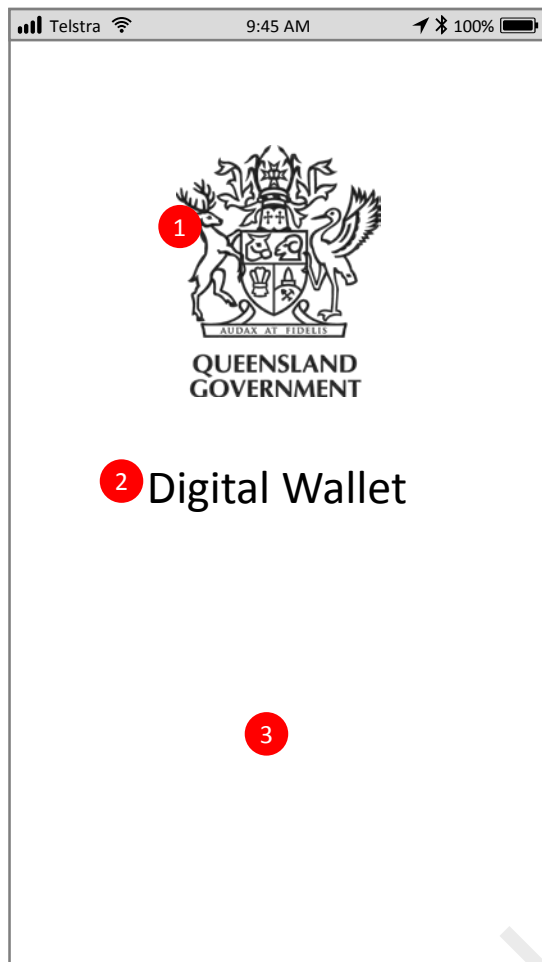 Telstra 9:45 AM 100%
1
AUDAX AT FIDELIS
QUEENSLAND
GOVERNMENT
2 Digital Wallet
3